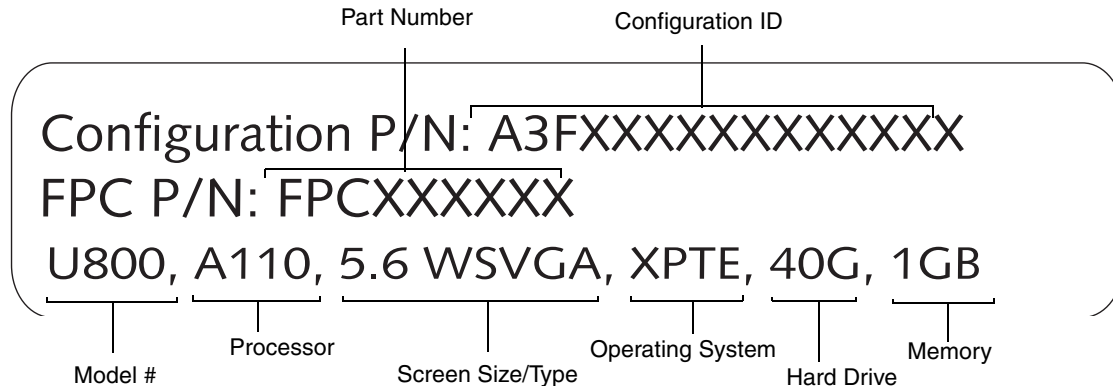 Part Number
Configuration ID
Configuration P/N: A3FXXXXXXXXXXXX
FPC P/N: FPCXXXXXX
U800, A110, 5.6 WSVGA, XPTE, 40G, 1GB
Model #
Processor
Screen Size/Type
Operating System
Hard Drive
Memory